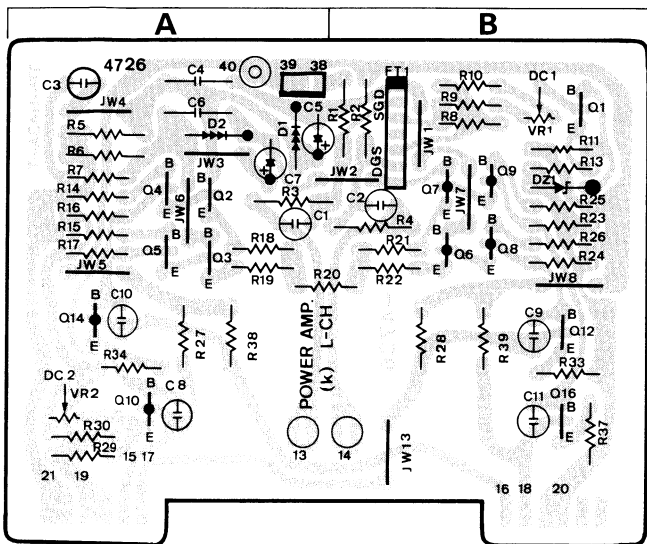 A B
4726 C4 40 39 38 FT1
C3 R10 DC1
JW4 C6 R1 R2 SGD R9 B Q1
R5 D2 D1 C5 R8 VR1 E
R6 JW3 JW1 R11
R7 B B C7 JW2 DGS Q9 R13
R14 Q4 Q2 R3 C2 Q7 JW7 DZ1
R16 E JW6 E C1 R4 E E R25
R15 B B R18 R21 B B R23
R17 Q5 Q3 Q6 Q8 R26
JW5 E E R19 R22 E E R24
R20 JW8
B C10 C9 B
Q14 R27 R38 POWER AMP. R28 R39 Q12
E (k) L-CH E
R34 R33
DC2 B C8 C11 Q16
VR2 Q10 B
R30 E E R37
R29 13 14 JW13
21 19 15 17 16 18 20